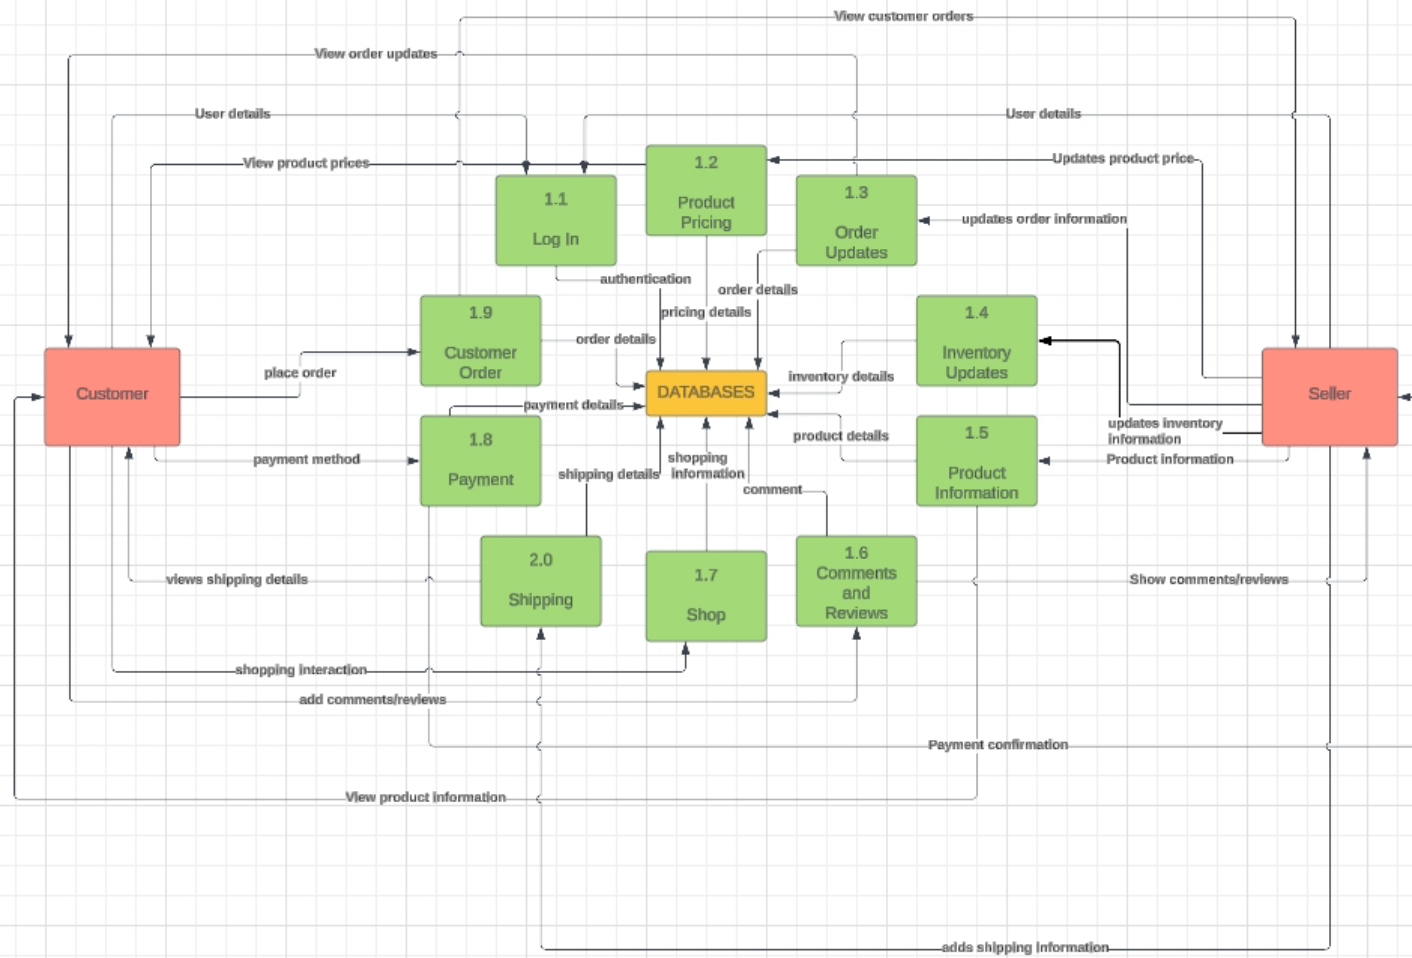 View customer orders
View order updates
User details
User details
View product prices
1.2
Product
Pricing
Updates product price
1.1
Log In
1.3
Order
Updates
updates order information
authentication
order details
pricing details
1.9
Customer
Order
order details
1.4
Inventory
Updates
place order
inventory details
Customer
DATABASES
Seller
payment details
updates inventory
information
1.8
Payment
payment method
product details
1.5
Product
Information
Product information
shipping details
shopping
information
comment
2.0
Shipping
1.7
Shop
1.6
Comments
and
Reviews
views shipping details
Show comments/reviews
shopping interaction
add comments/reviews
Payment confirmation
View product information
adds shipping information